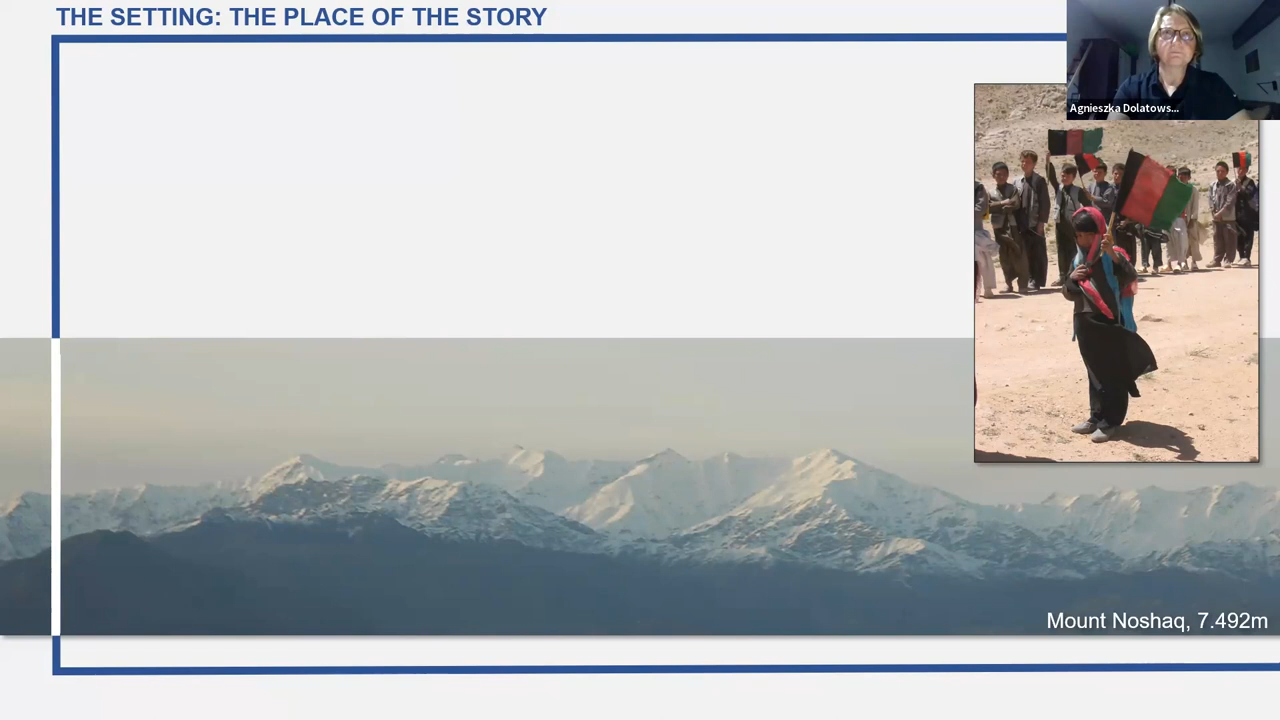 THE SETTING: THE PLACE OF THE STORY
Agnieszka Dolatows...
Mount Noshaq, 7.492m